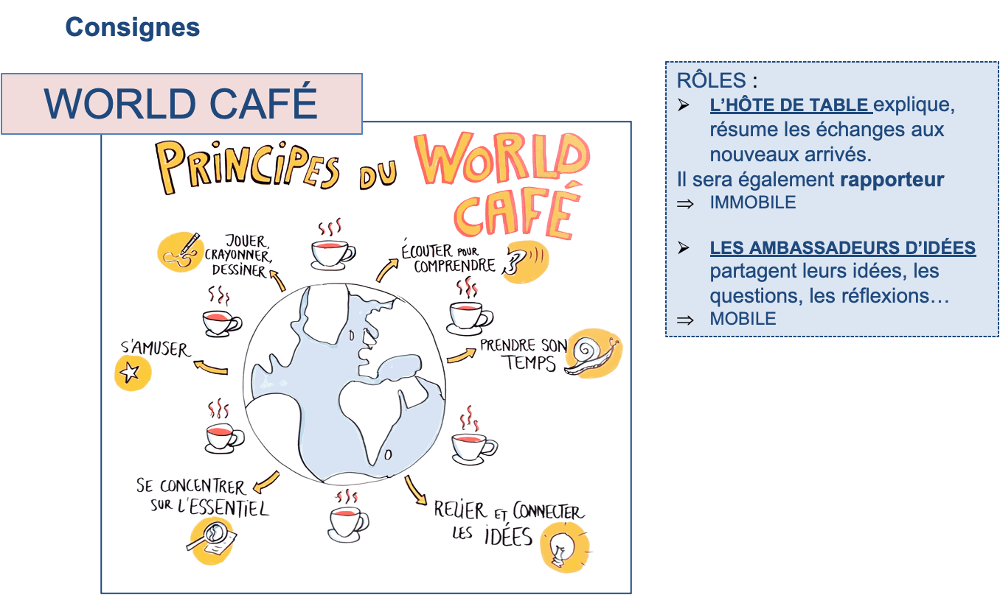 Consignes
WORLD CAFÉ
PRINCIPES DU WORLD
CAFÉ
JOUER,
CRAYONNER,
DESSINER
ÉCOUTER POUR
COMPRENDRE
S'AMUSER
PRENDRE SON
TEMPS
SE CONCENTRER
SUR L'ESSENTIEL
RELIER ET CONNECTER
LES IDÉES
RÔLES :
➢ L'HÔTE DE TABLE explique,
résume les échanges aux
nouveaux arrivés.
Il sera également rapporteur
⇒ IMMOBILE
➢ LES AMBASSADEURS D'IDÉES
partagent leurs idées, les
questions, les réflexions…
⇒ MOBILE